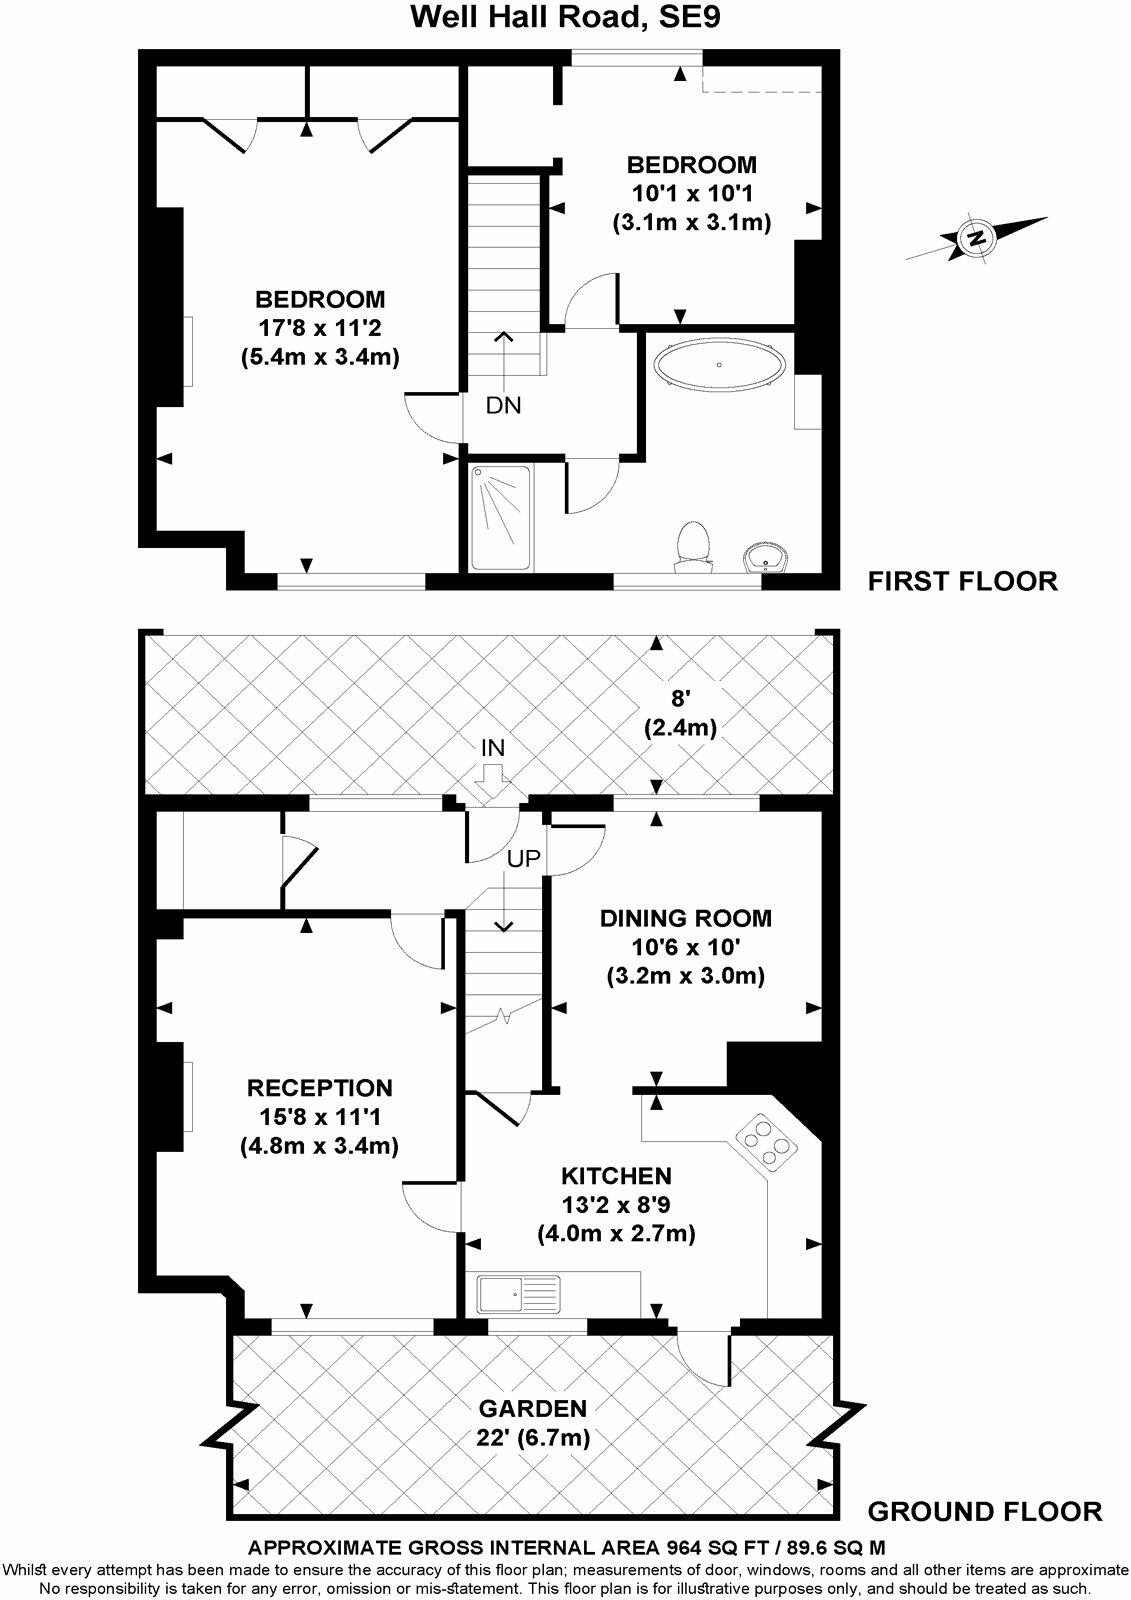 Well Hall Road, SE9
BEDROOM
10'1 x 10'1
(3.1m x 3.1m)
N
BEDROOM
17'8 x 11'2
(5.4m x 3.4m)
DN
FIRST FLOOR
8'
(2.4m)
IN
UP
DINING ROOM
10'6 x 10'
(3.2m x 3.0m)
RECEPTION
15'8 x 11'1
(4.8m x 3.4m)
KITCHEN
13'2 x 8'9
(4.0m x 2.7m)
GARDEN
22' (6.7m)
GROUND FLOOR
APPROXIMATE GROSS INTERNAL AREA 964 SQ FT / 89.6 SQ M
Whilst every attempt has been made to ensure the accuracy of this floor plan; measurements of door, windows, rooms and all other items are approximate
No responsibility is taken for any error, omission or mis-statement. This floor plan is for illustrative purposes only, and should be treated as such.